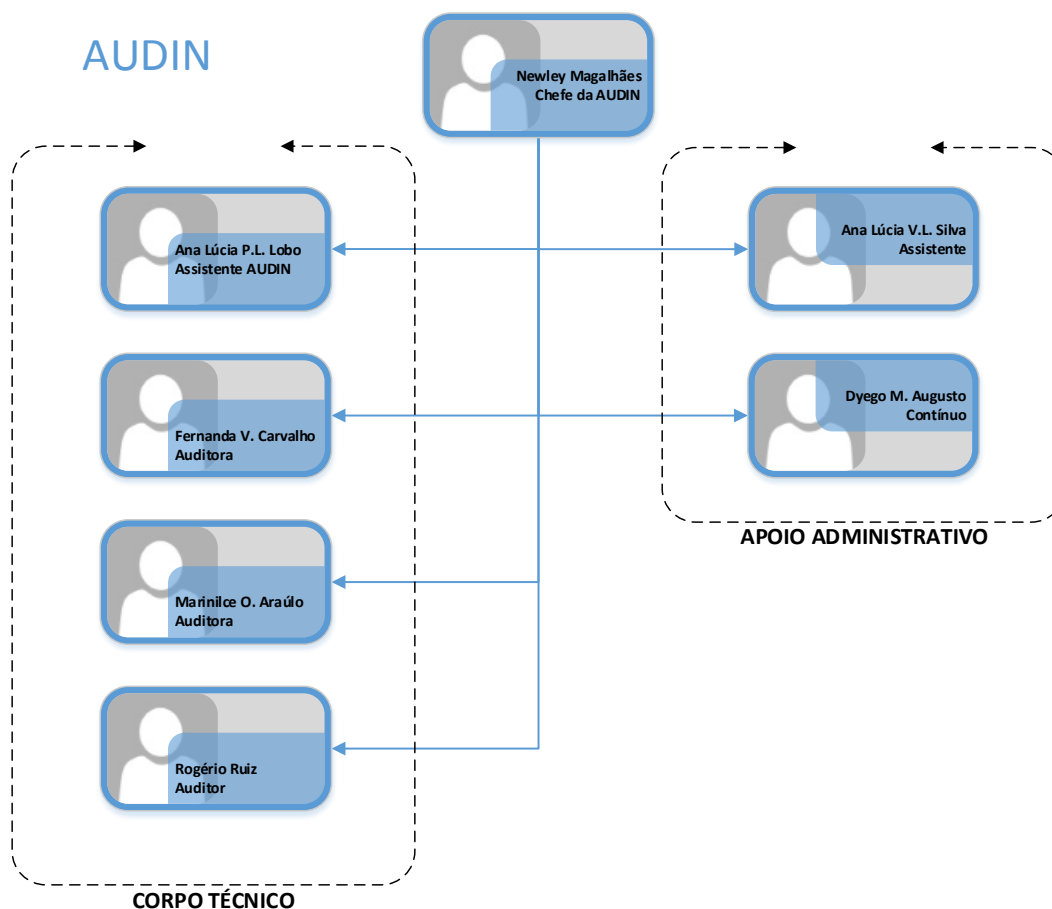 AUDIN
Newley Magalhães
Chefe da AUDIN
Ana Lúcia P.L. Lobo
Assistente AUDIN
Fernanda V. Carvalho
Auditora
Marinilce O. Araúlo
Auditora
Rogério Ruiz
Auditor
CORPO TÉCNICO
Ana Lúcia V.L. Silva
Assistente
Dyego M. Augusto
Contínuo
APOIO ADMINISTRATIVO